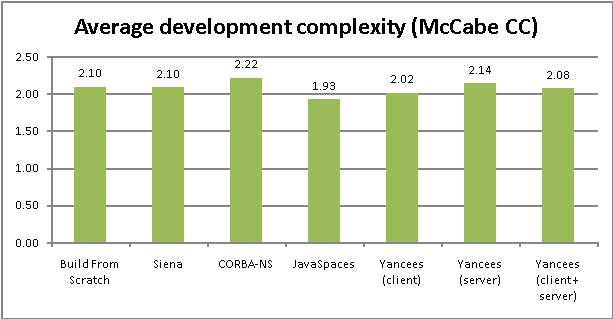 Average development complexity (McCabe CC)
2.50
2.00
1.50
1.00
0.50
0.00
2.10
2.10
2.22
1.93
2.02
2.14
2.08
Build From
Scratch
Siena
CORBA-NS
JavaSpaces
Yancees
(client)
Yancees
(server)
Yancees
(client+
server)